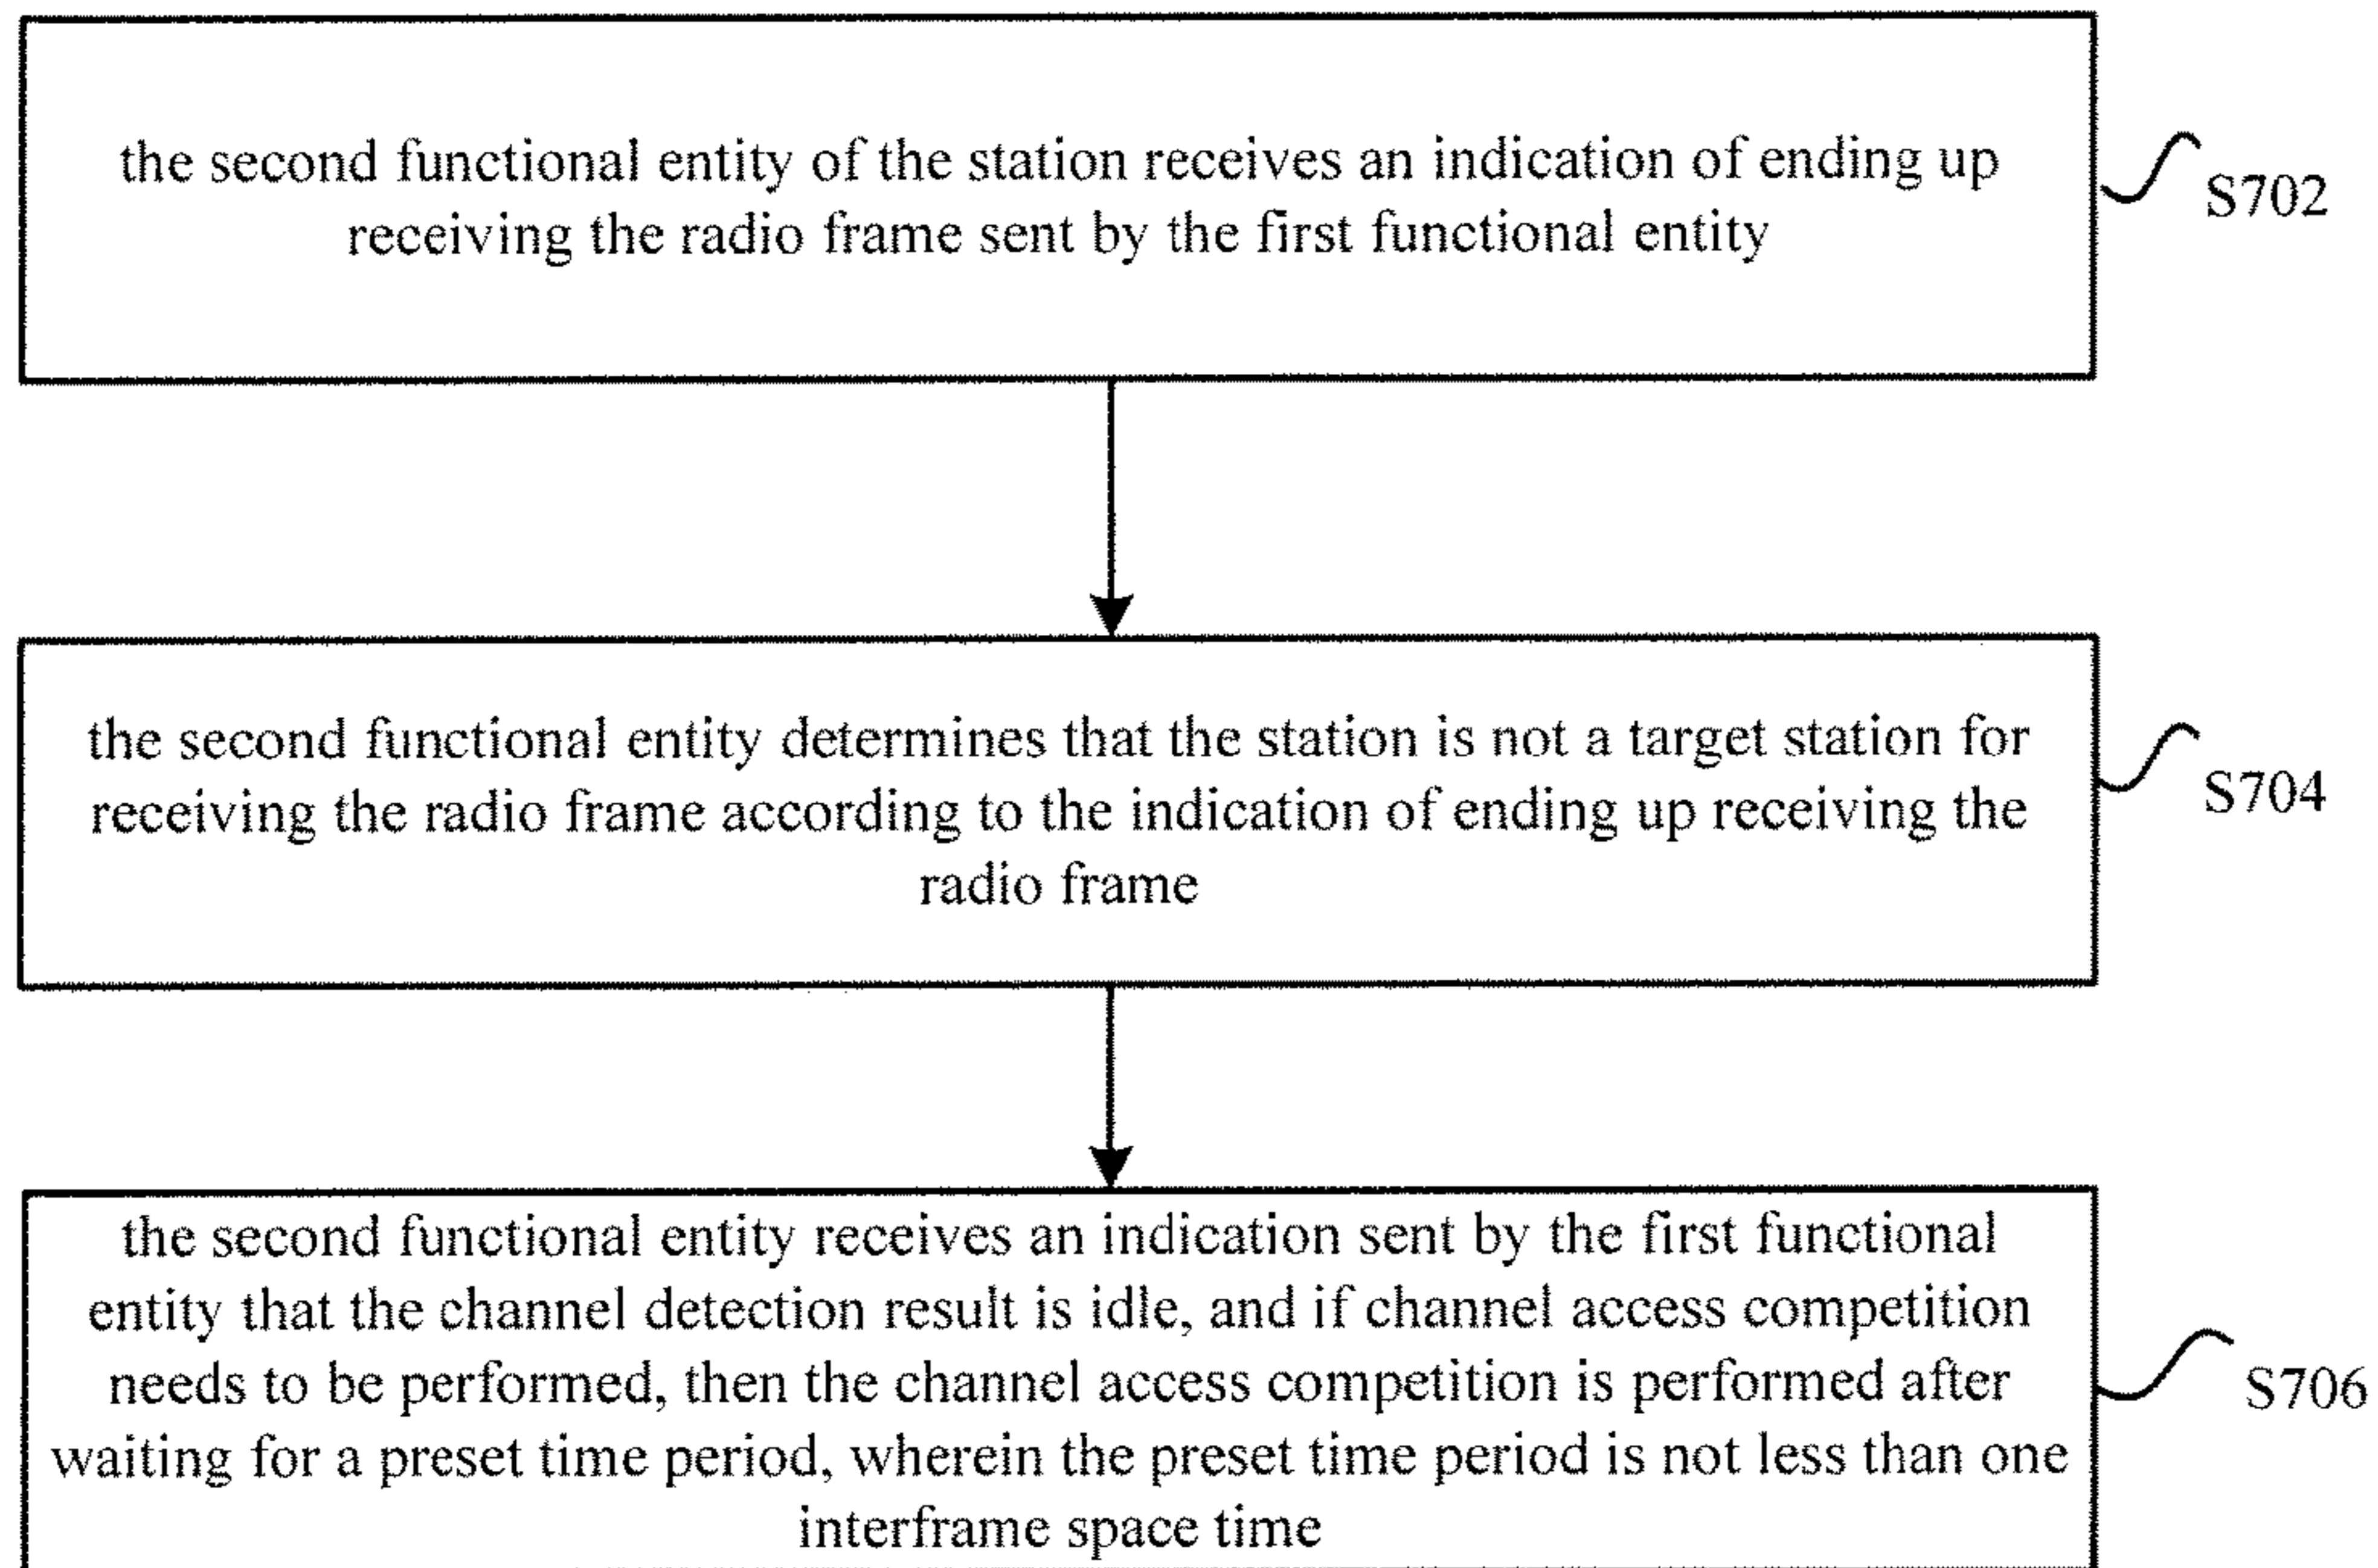 the second functional entity of the station receives an indication of ending up
receiving the radio frame sent by the first functional entity
S702
the second functional entity determines that the station is not a target station for
receiving the radio frame according to the indication of ending up receiving the
radio frame
S704
the second functional entity receives an indication sent by the first functional
entity that the channel detection result is idle, and if channel access competition
needs to be performed, then the channel access competition is performed after
waiting for a preset time period, wherein the preset time period is not less than one
interframe space time
S706